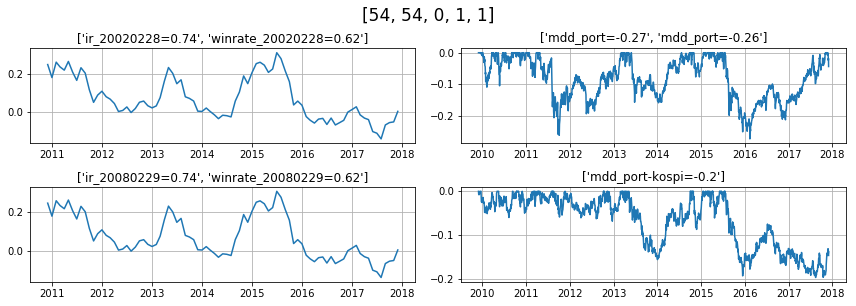 [54, 54, 0, 1, 1]
['ir_20020228=0.74', 'winrate_20020228=0.62']
0.2
0.0
2011 2012 2013 2014 2015 2016 2017 2018
['mdd_port=-0.27', 'mdd_port=-0.26']
0.0
−0.1
−0.2
2010 2011 2012 2013 2014 2015 2016 2017 2018
['ir_20080229=0.74', 'winrate_20080229=0.62']
0.2
0.0
2011 2012 2013 2014 2015 2016 2017 2018
['mdd_port-kospi=-0.2']
0.0
−0.1
−0.2
2010 2011 2012 2013 2014 2015 2016 2017 2018